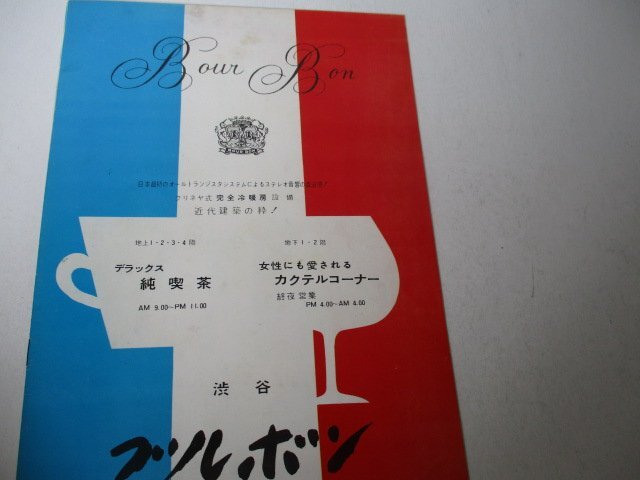 Bour Bon
日本最初のオールトランジスタシステムによるステレオ音響の
クリネヤ式 完全冷暖房 設備
近代建築の粋！
地上1・2・3・4階
デラックス
純喫茶
AM 9.00~PM 11.00
地下1・2階
女性にも愛される
カクテルコーナー
終夜営業
PM 4.00~AM 4.00
渋谷
ブルボン